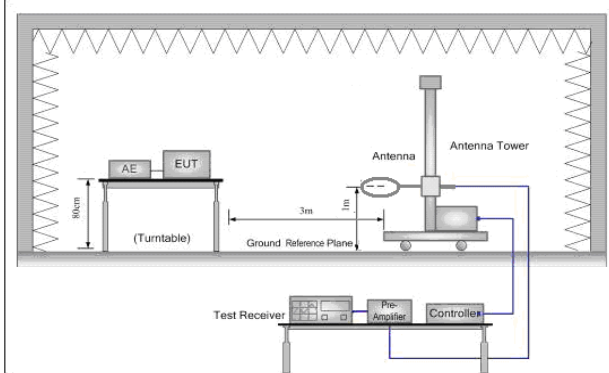 Antenna Tower
Antenna
AE
EUT
80cm
(Turntable)
3m
1m
Ground Reference Plane
Test Receiver
Pre-
Amplifier
Controller